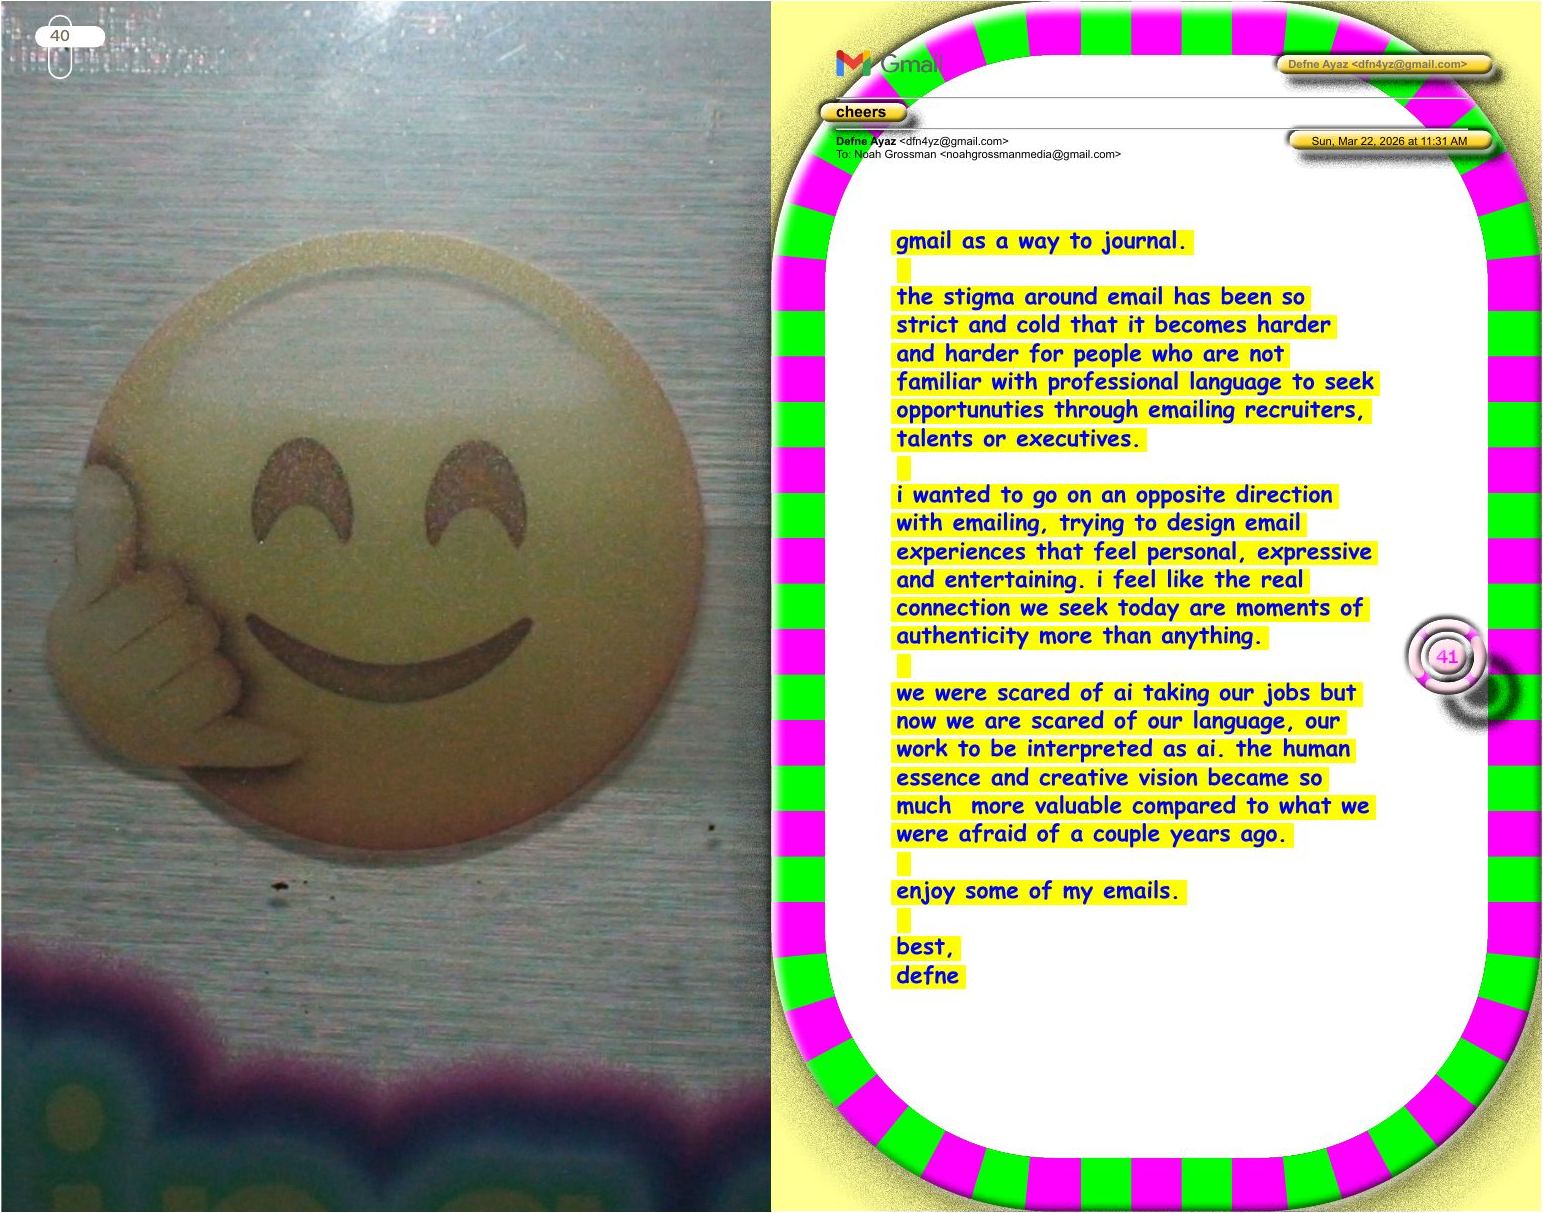 40
Gmail
Defne Ayaz <dfn4yz@gmail.com>
cheers
Defne Ayaz <dfn4yz@gmail.com>
Sun, Mar 22, 2026 at 11:31 AM
To: Noah Grossman <noahgrossmanmedia@gmail.com>
gmail as a way to journal.
the stigma around email has been so
strict and cold that it becomes harder
and harder for people who are not
familiar with professional language to seek
opportunuties through emailing recruiters,
talents or executives.
i wanted to go on an opposite direction
with emailing, trying to design email
experiences that feel personal, expressive
and entertaining. i feel like the real
connection we seek today are moments of
authenticity more than anything.
41
we were scared of ai taking our jobs but
now we are scared of our language, our
work to be interpreted as ai. the human
essence and creative vision became so
much  more valuable compared to what we
were afraid of a couple years ago.
enjoy some of my emails.
best,
defne